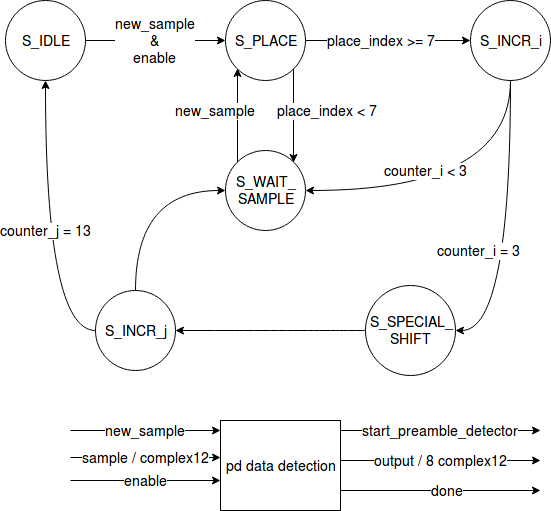 S_IDLE
new_sample
&
enable
S_PLACE
place_index >= 7
S_INCR_i
new_sample
place_index < 7
S_WAIT_
SAMPLE
counter_i < 3
counter_j = 13
counter_i = 3
S_INCR_j
S_SPECIAL_
SHIFT
new_sample
start_preamble_detector
sample / complex12
pd data detection
output / 8 complex12
enable
done